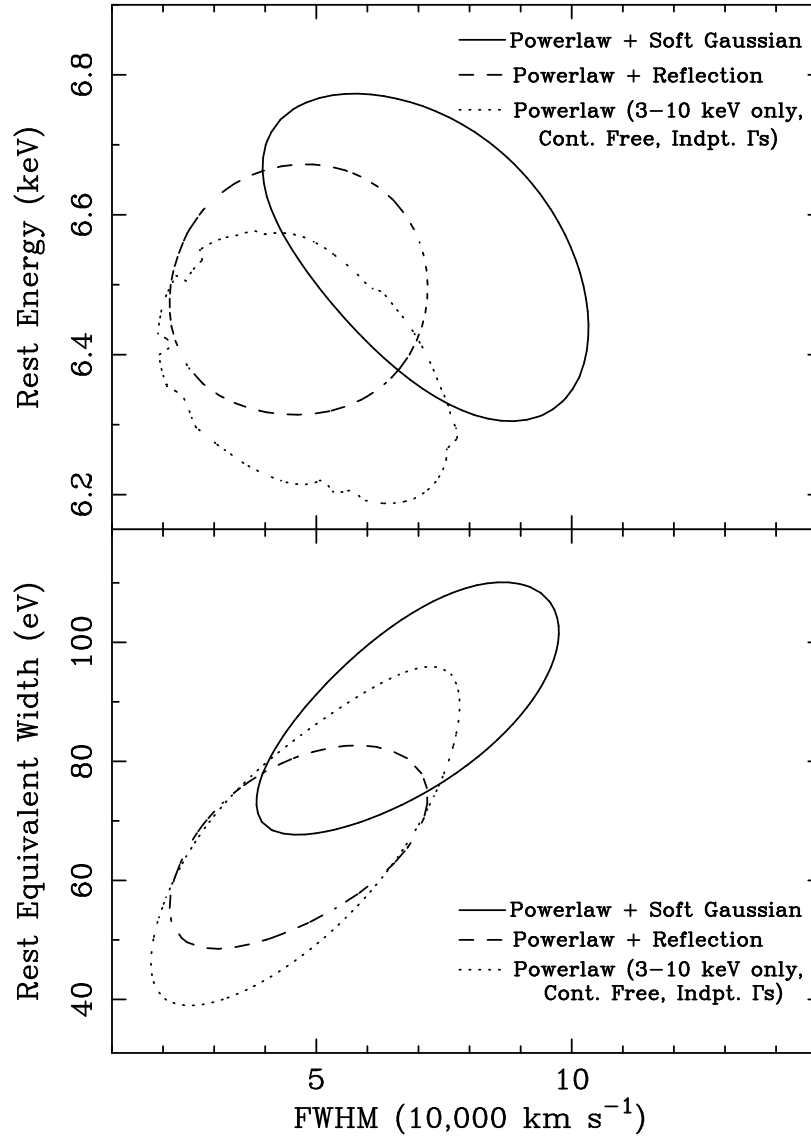 Powerlaw + Soft Gaussian
Powerlaw + Reflection
Powerlaw (3−10 keV only,
Cont. Free, Indpt. Γs)
Rest Energy (keV)
6.8
6.6
6.4
6.2
Rest Equivalent Width (eV)
100
80
60
40
Powerlaw + Soft Gaussian
Powerlaw + Reflection
Powerlaw (3−10 keV only,
Cont. Free, Indpt. Γs)
5 10
FWHM (10,000 km s⁻¹)